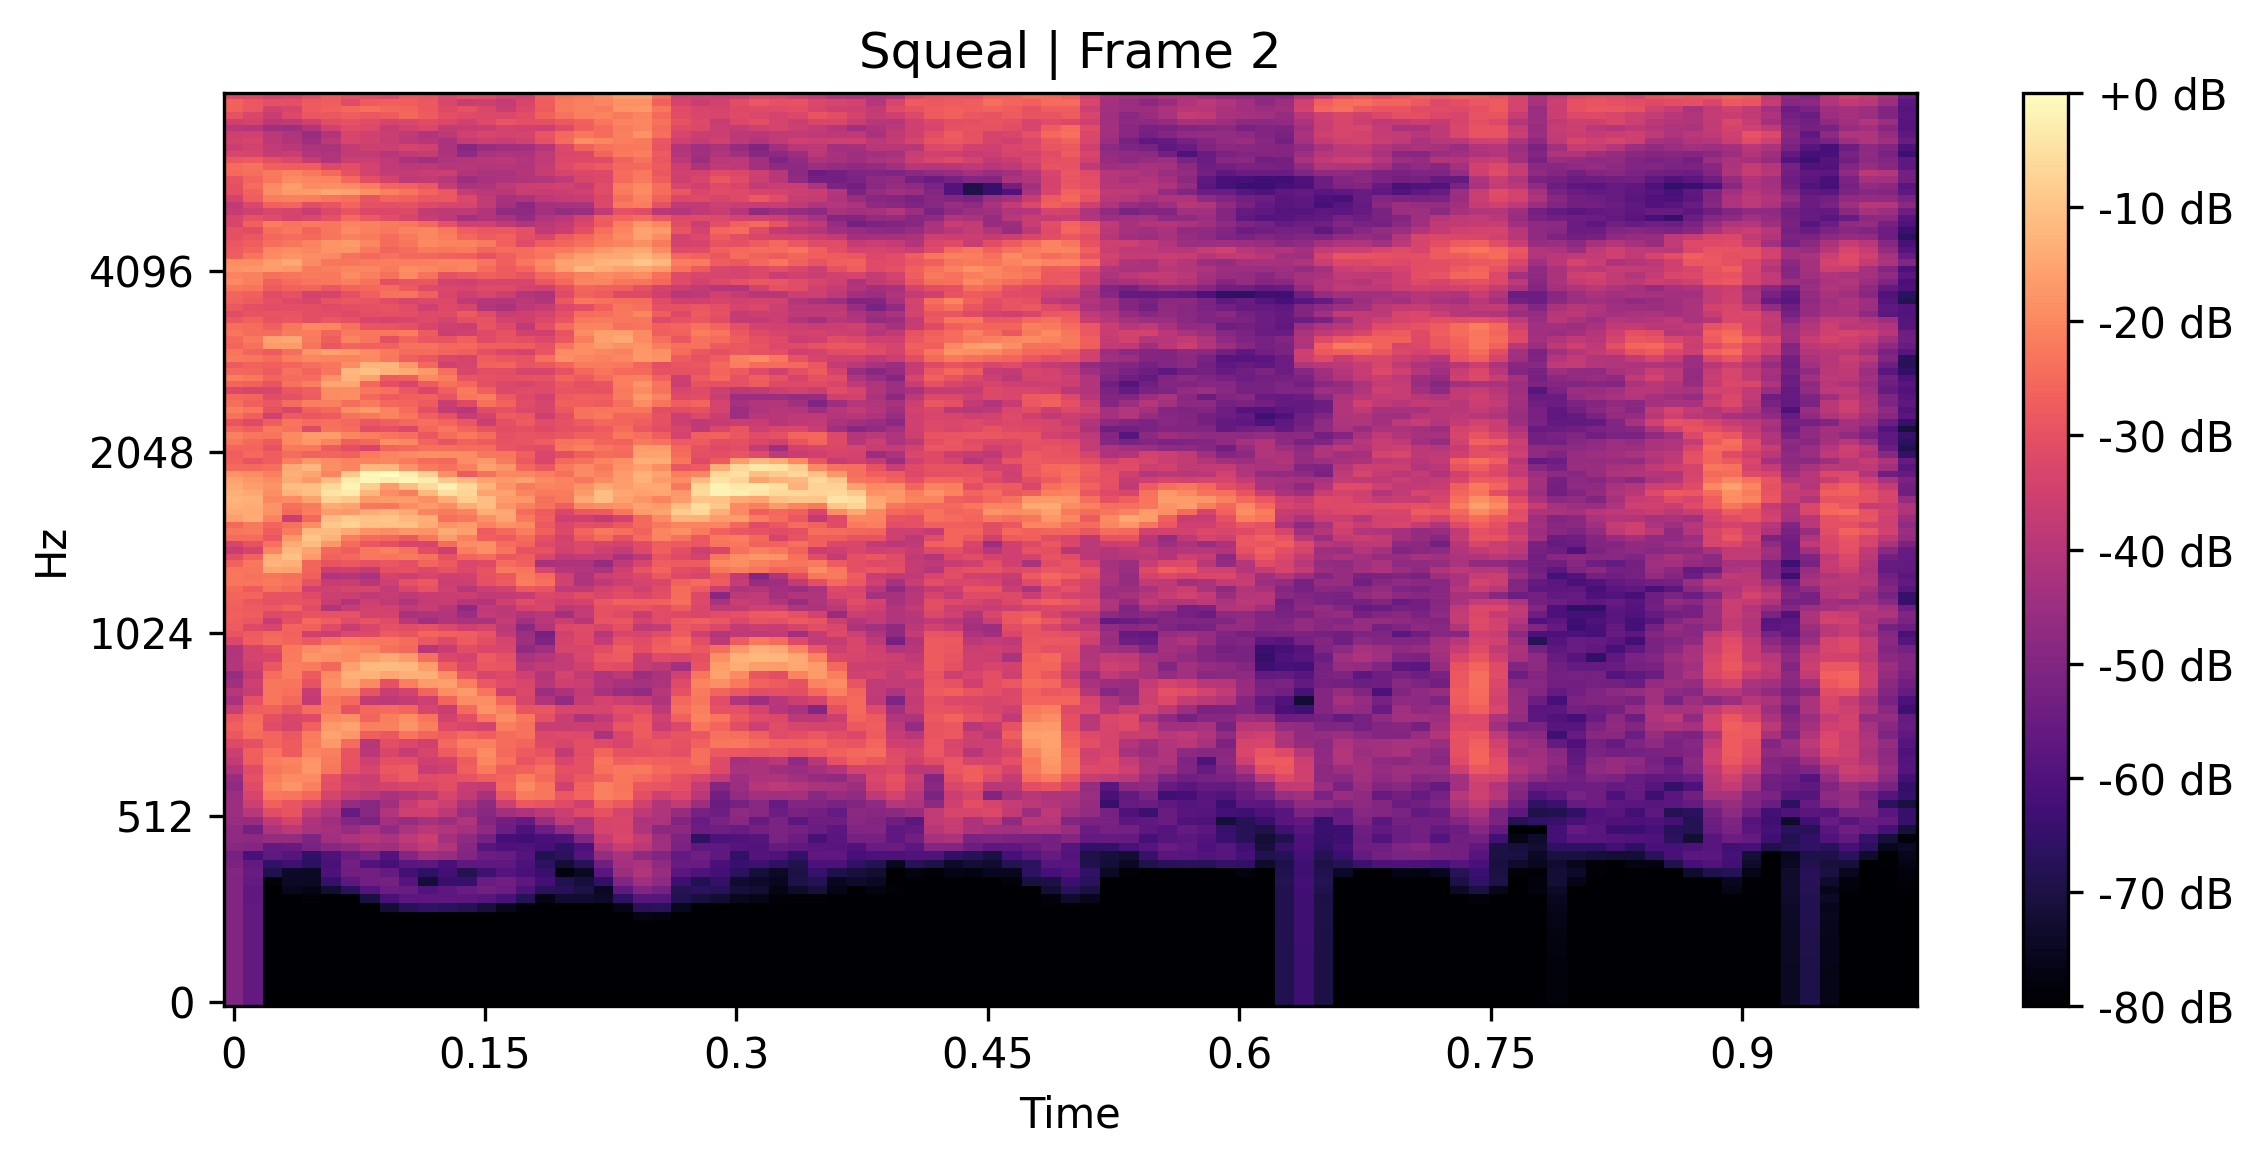 Squeal | Frame 2
Hz
4096
2048
1024
512
0
0 0.15 0.3 0.45 0.6 0.75 0.9
Time
+0 dB
-10 dB
-20 dB
-30 dB
-40 dB
-50 dB
-60 dB
-70 dB
-80 dB